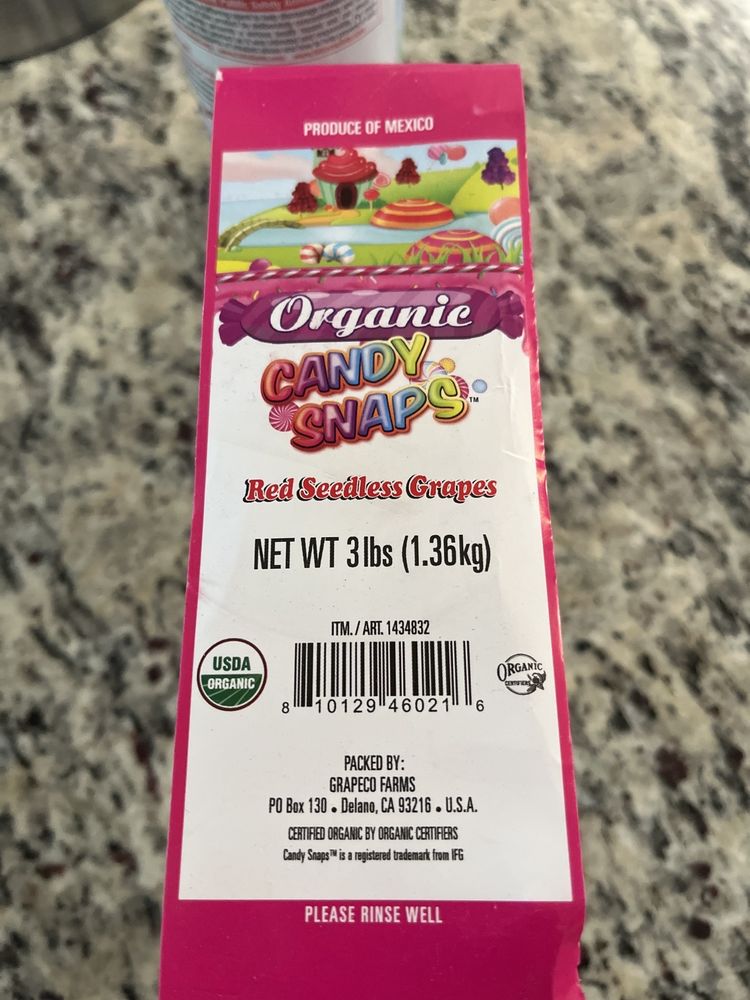 PRODUCE OF MEXICO
Organic
CANDY
SNAPS™
Red Seedless Grapes
NET WT 3 lbs (1.36kg)
ITM. / ART. 1434832
USDA
ORGANIC
8 10129 46021 6
ORGANIC
CERTIFIERS
PACKED BY:
GRAPECO FARMS
PO Box 130 • Delano, CA 93216 • U.S.A.
CERTIFIED ORGANIC BY ORGANIC CERTIFIERS
Candy Snaps™ is a registered trademark from IFG
PLEASE RINSE WELL